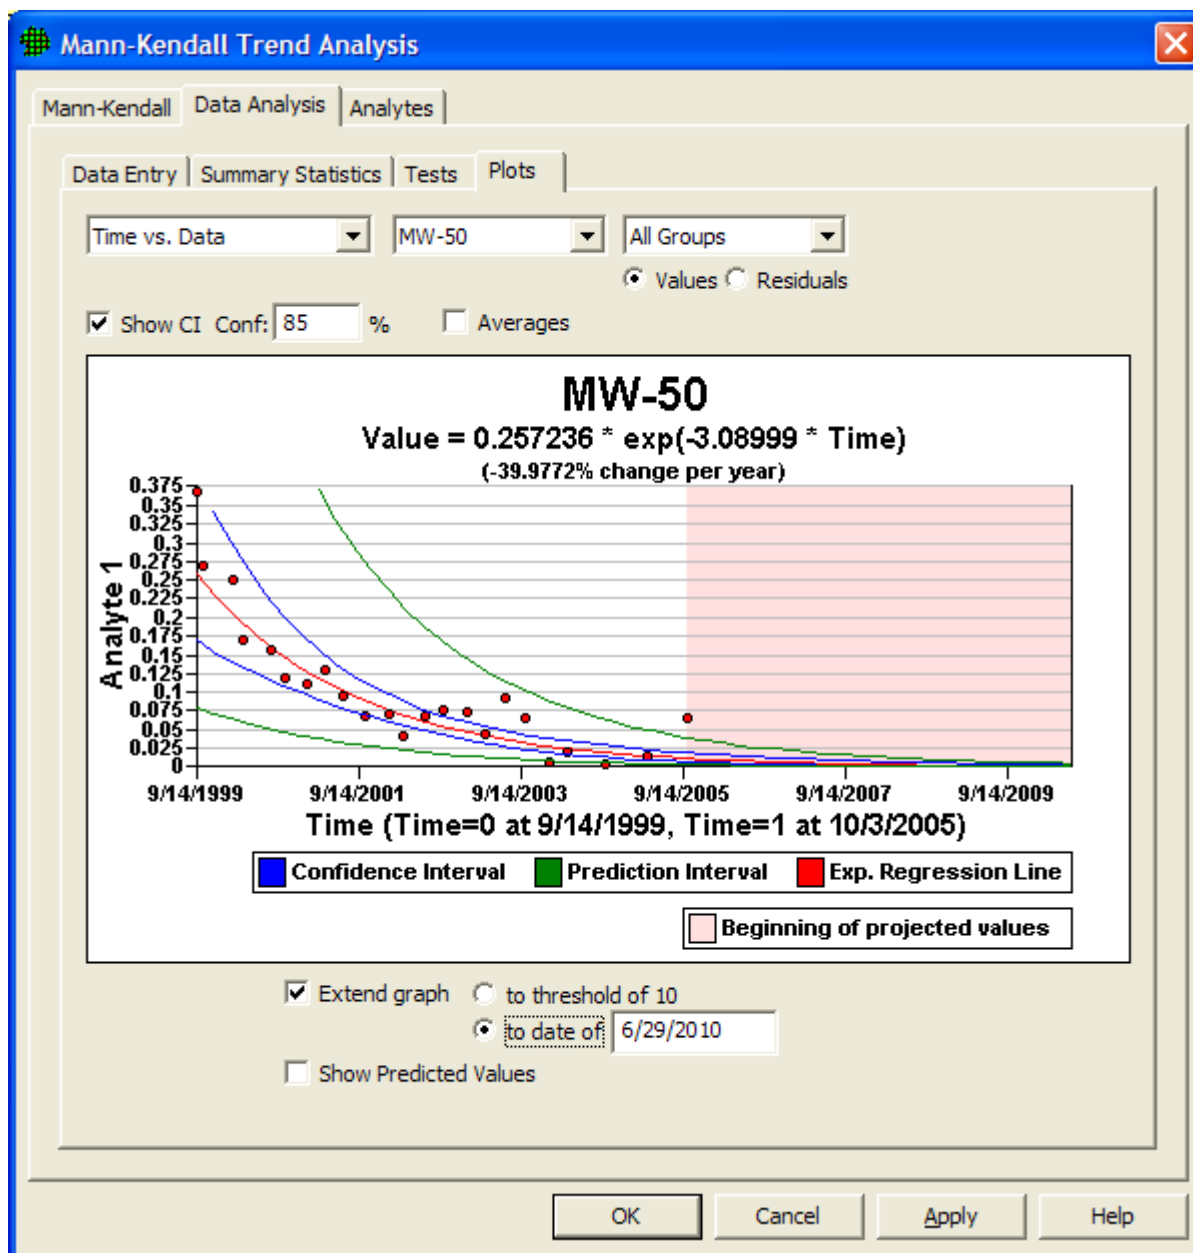 Mann-Kendall Trend Analysis
Mann-Kendall Data Analysis Analytes
Data Entry Summary Statistics Tests Plots
Time vs. Data MW-50 All Groups
Values Residuals
Show CI Conf: 85 % Averages
MW-50
Value = 0.257236 * exp(-3.08999 * Time)
(-39.9772% change per year)
0.375
0.35
0.325
0.3
0.275
0.25
0.225
0.2
0.175
0.15
0.125
0.1
0.075
0.05
0.025
0
Analyte 1
9/14/1999 9/14/2001 9/14/2003 9/14/2005 9/14/2007 9/14/2009
Time (Time=0 at 9/14/1999, Time=1 at 10/3/2005)
Confidence Interval Prediction Interval Exp. Regression Line
Beginning of projected values
Extend graph to threshold of 10
to date of 6/29/2010
Show Predicted Values
OK Cancel Apply Help